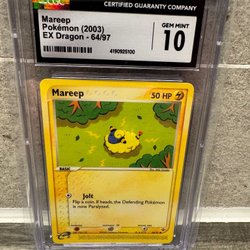 CERTIFIED GUARANTY COMPANY
Mareep
Pokémon (2003)
EX Dragon - 64/97
GEM MINT
10
4190925100
Mareep
50 HP
BASIC
Jolt
Flip a coin. If heads, the Defending Pokémon
is now Paralyzed.